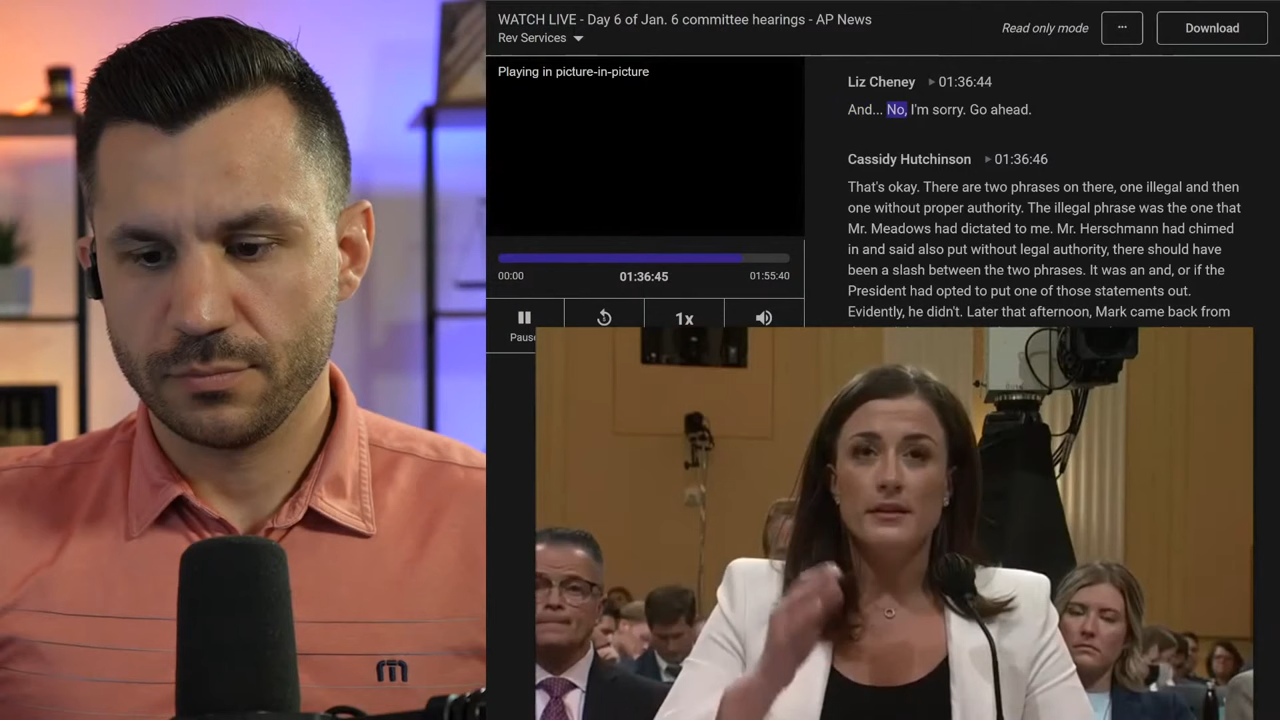 WATCH LIVE - Day 6 of Jan. 6 committee hearings - AP News
Rev Services
Read only mode
...
Download
Playing in picture-in-picture
00:00
01:36:45
01:55:40
5
1x
Pause
Liz Cheney 01:36:44
And... No, I'm sorry. Go ahead.
Cassidy Hutchinson 01:36:46
That's okay. There are two phrases on there, one illegal and then
one without proper authority. The illegal phrase was the one that
Mr. Meadows had dictated to me. Mr. Herschmann had chimed
in and said also put without legal authority, there should have
been a slash between the two phrases. It was an and, or if the
President had opted to put one of those statements out.
Evidently, he didn't. Later that afternoon, Mark came back from